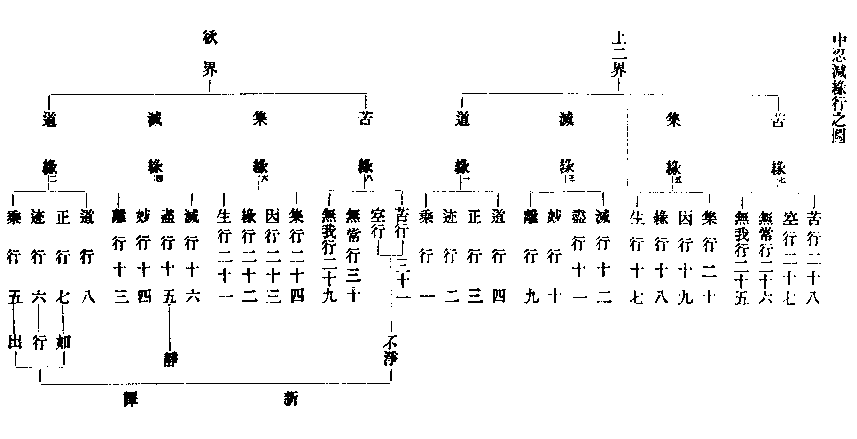 中忍減緣行之圖
上二界
苦緣七
苦行二十八
空行二十七
無常行二十六
無我行二十五
集緣五
集行二十
因行十九
緣行十八
生行十七
滅緣三
滅行十二
盡行十一
妙行十
離行九
道緣一
道行四
正行三
迹行二
乘行一
欲界
苦緣八
苦行
空行
三十一
無常行三十
無我行二十九
集緣六
集行二十四
因行二十三
緣行二十二
生行二十一
滅緣四
滅行十六
盡行十五
妙行十四
離行十三
道緣二
道行八
正行七
迹行六
乘行五
不淨
靜
如
行
出
新譯